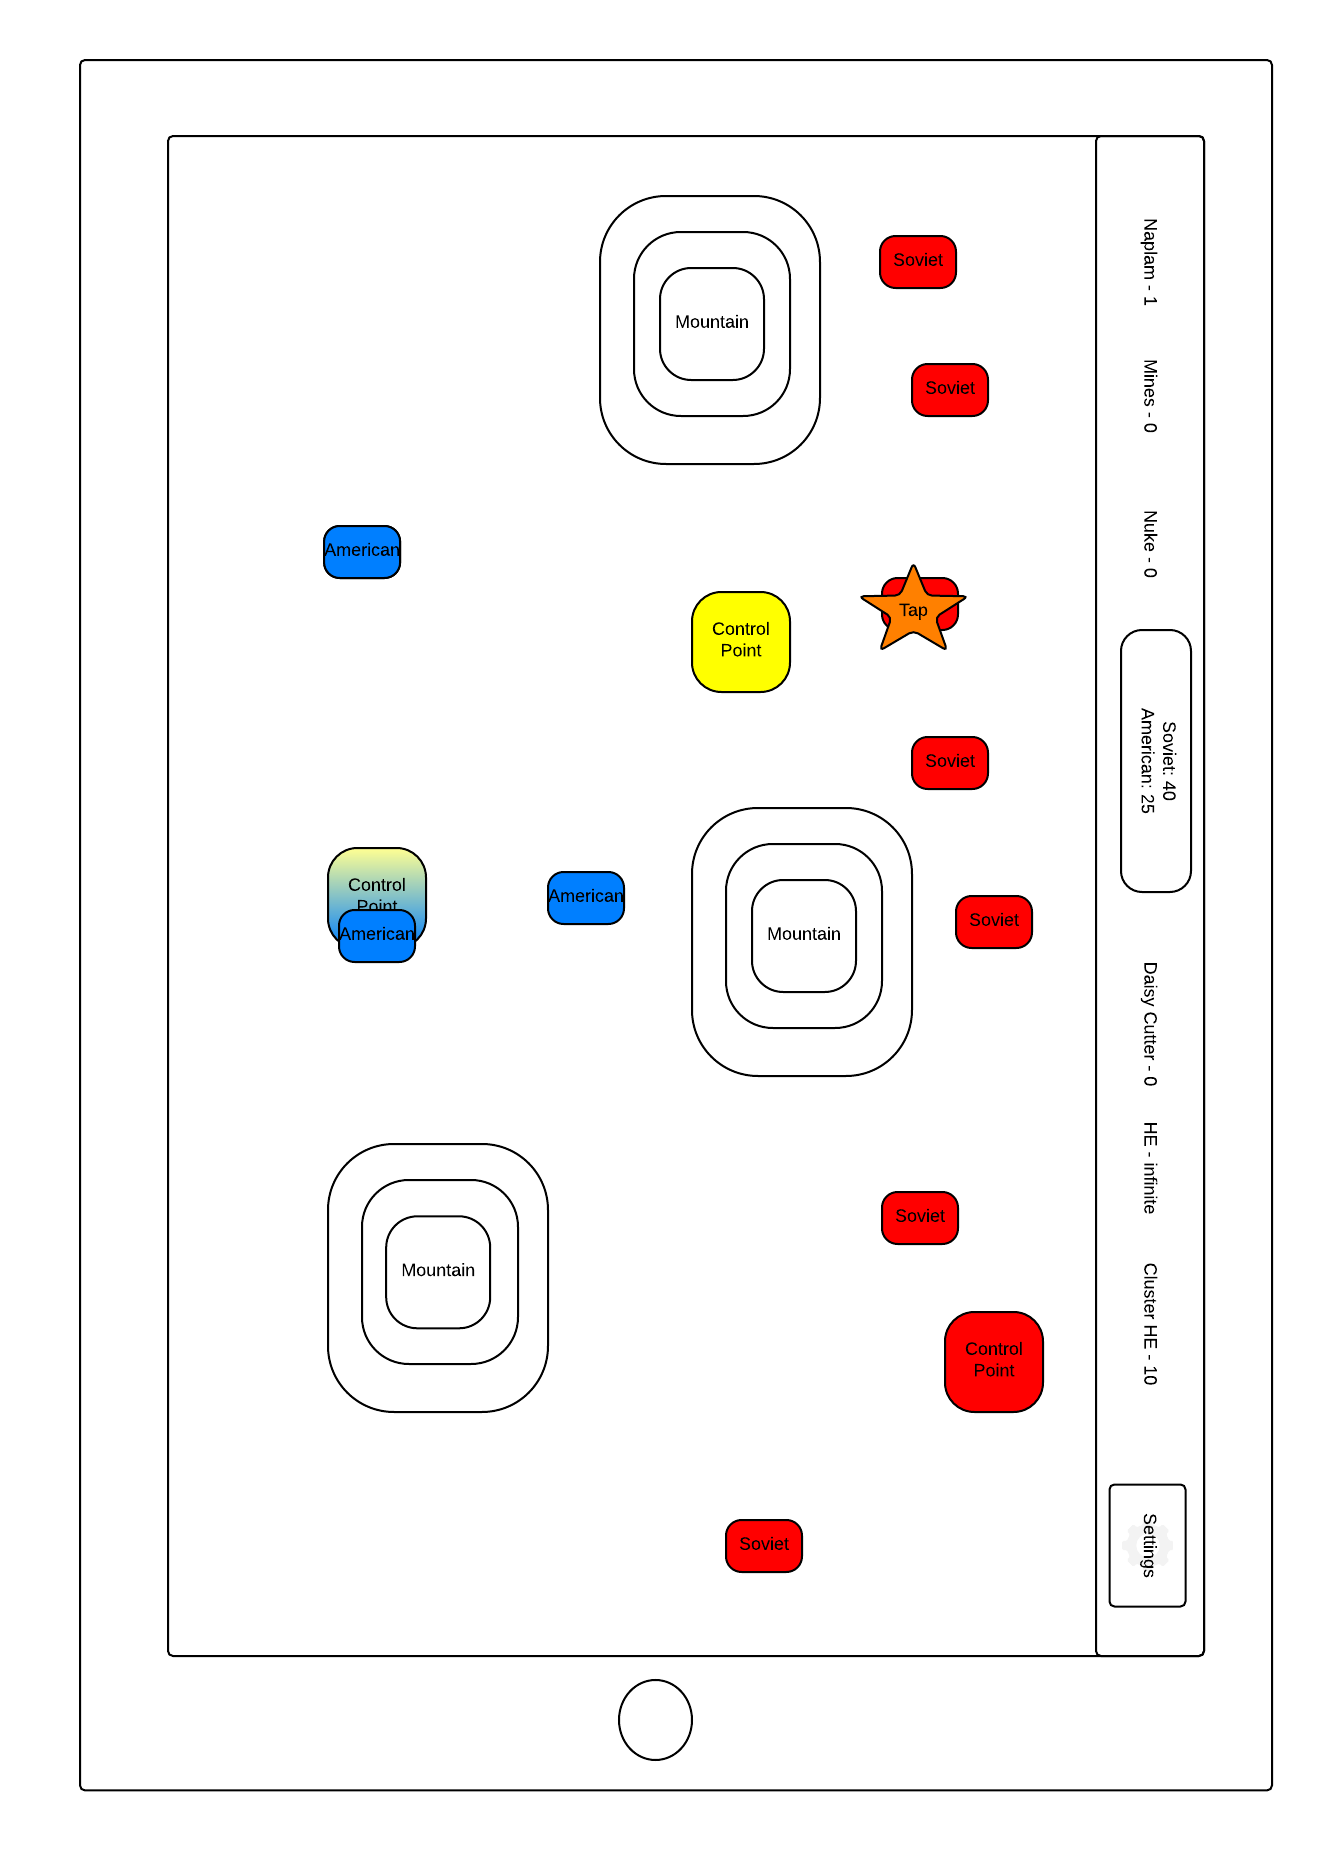 Soviet
Mountain
Soviet
American
Tap
Control
Point
Soviet
Control
Point
American
American
Soviet
Mountain
Soviet
Mountain
Control
Point
Soviet
Naplam - 1
Mines - 0
Nuke - 0
Soviet: 40
American: 25
Daisy Cutter - 0
HE - infinite
Cluster HE - 10
Settings